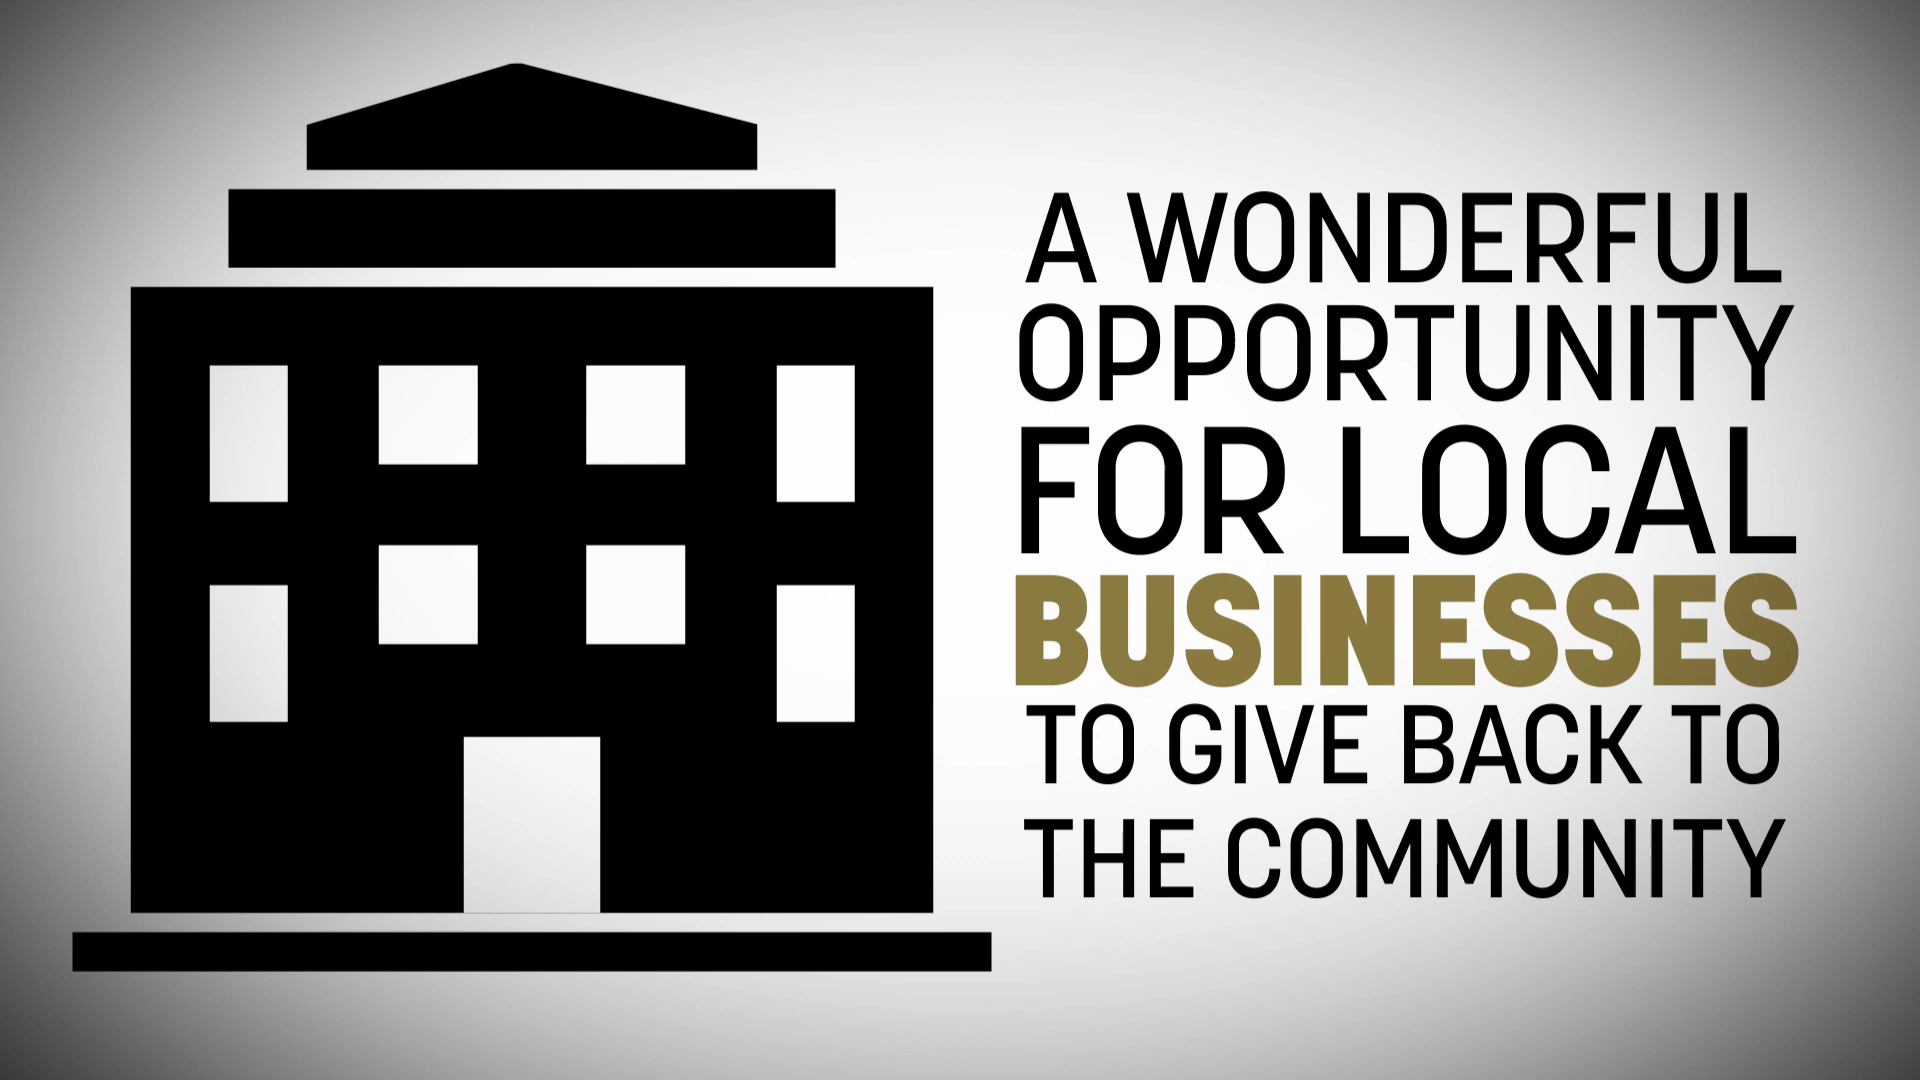 A WONDERFUL
OPPORTUNITY
FOR LOCAL
BUSINESSES
TO GIVE BACK TO
THE COMMUNITY